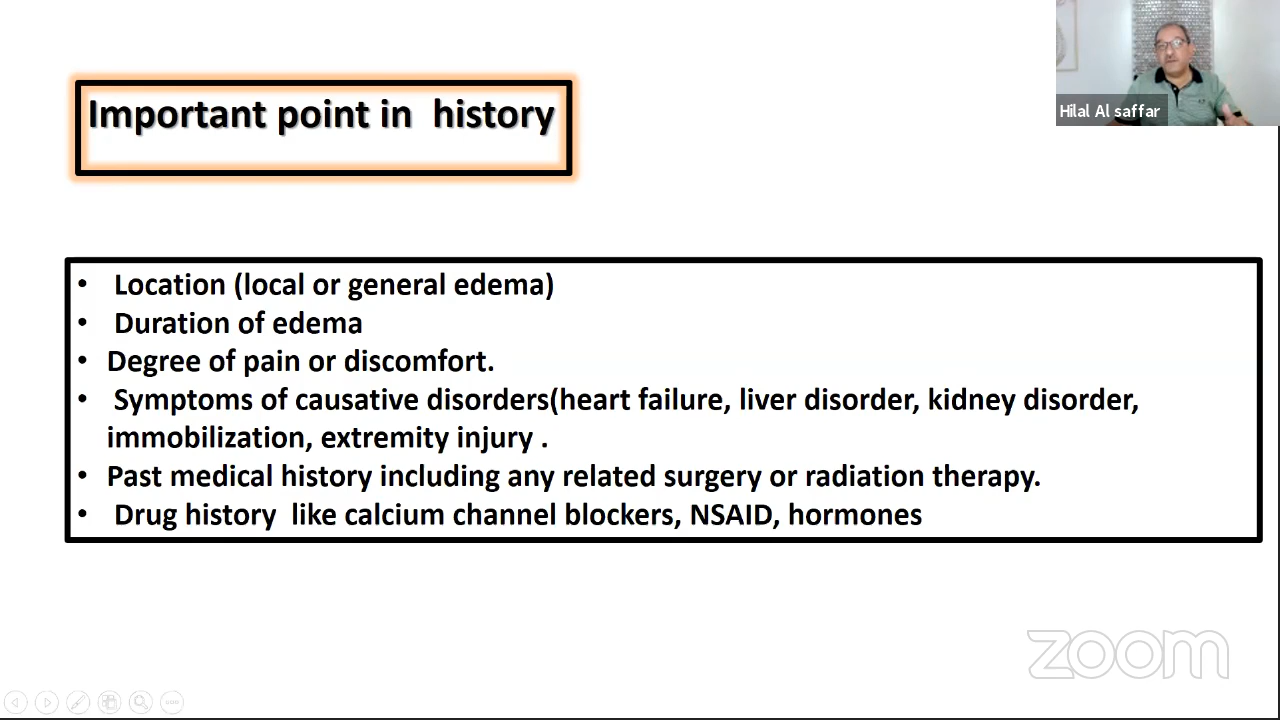 Important point in history
Hilal Al saffar
• Location (local or general edema)
• Duration of edema
• Degree of pain or discomfort.
• Symptoms of causative disorders(heart failure, liver disorder, kidney disorder,
immobilization, extremity injury .
• Past medical history including any related surgery or radiation therapy.
• Drug history like calcium channel blockers, NSAID, hormones
zoom